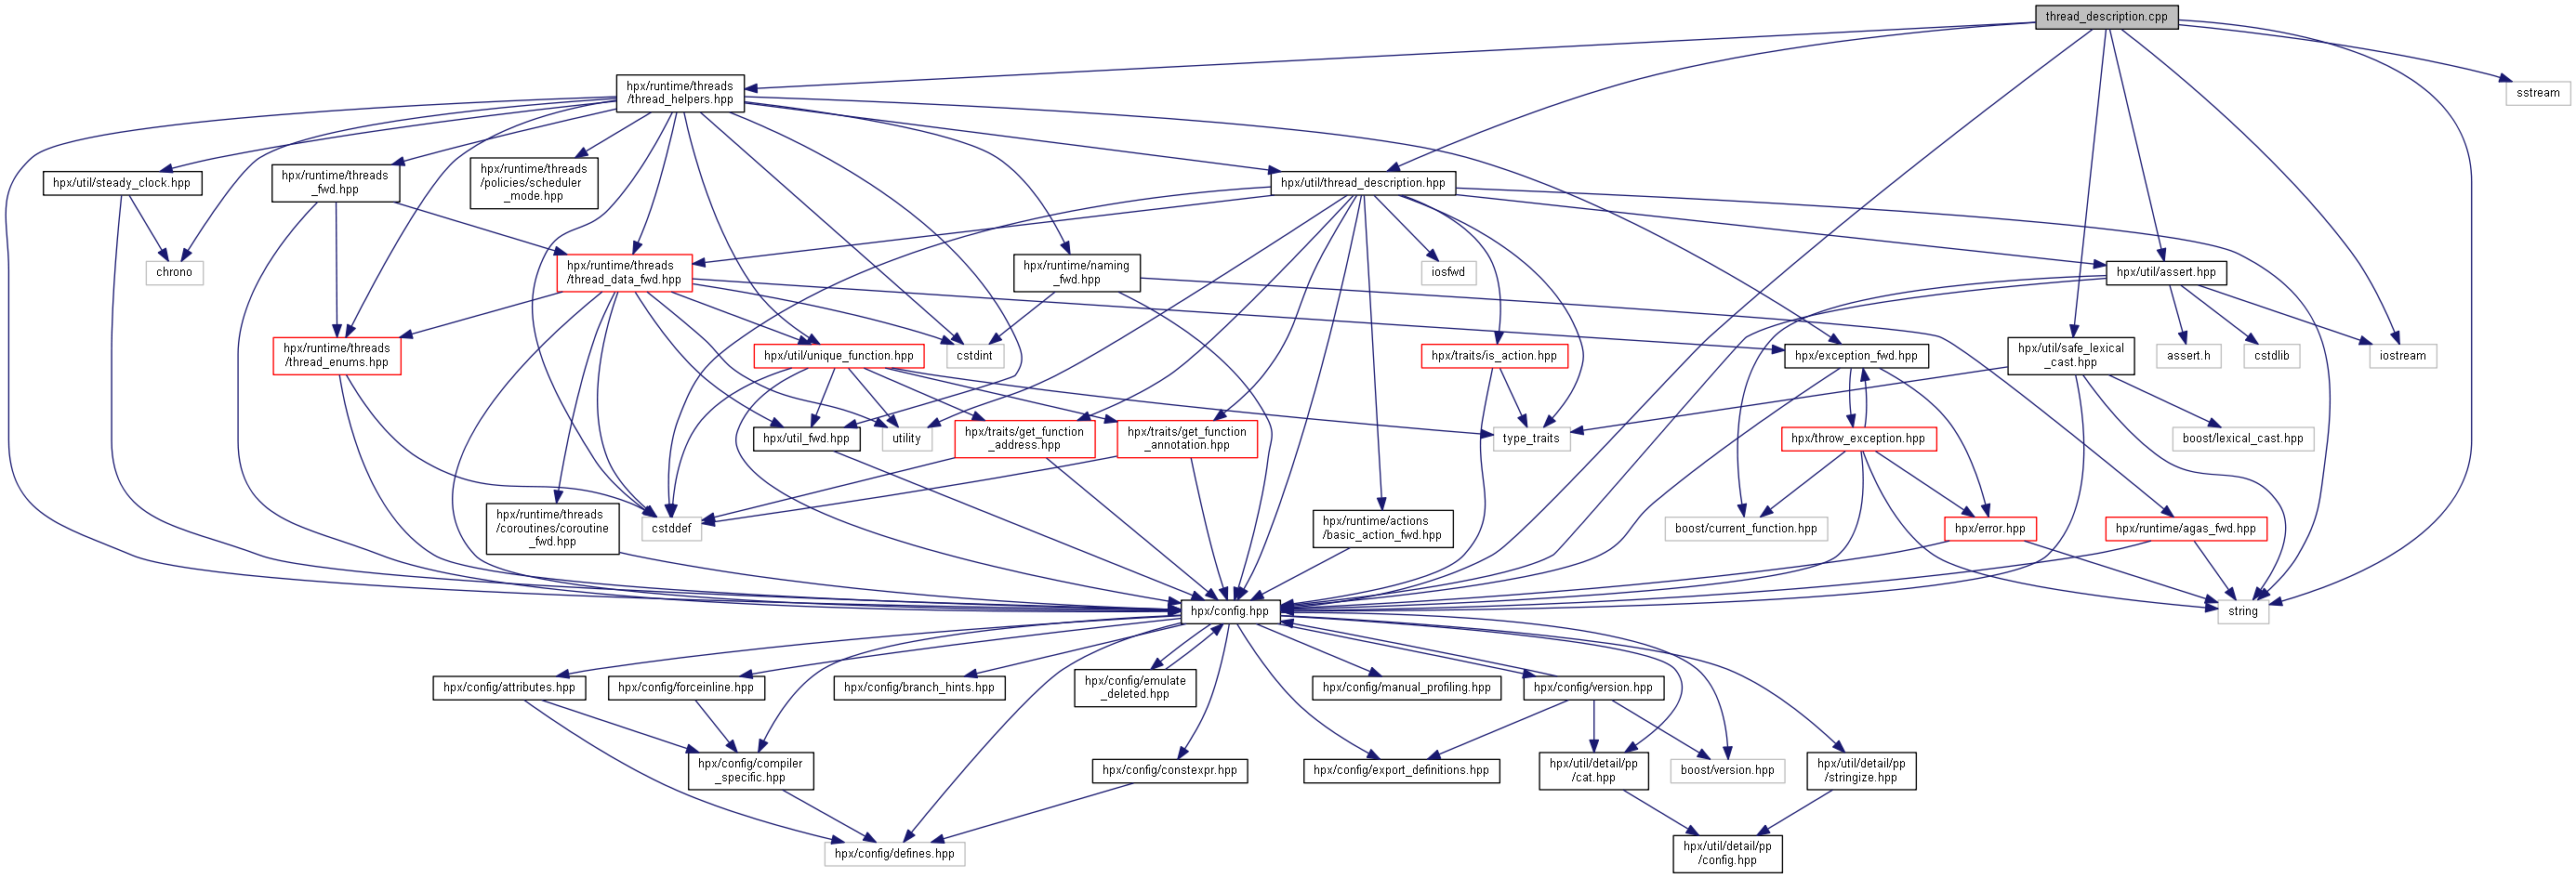 thread_description.cpp
hpx/runtime/threads
/thread_helpers.hpp
sstream
hpx/util/steady_clock.hpp
hpx/runtime/threads
_fwd.hpp
hpx/runtime/threads
/policies/scheduler
_mode.hpp
hpx/util/thread_description.hpp
chrono
hpx/runtime/threads
/thread_data_fwd.hpp
hpx/runtime/naming
_fwd.hpp
iosfwd
hpx/util/assert.hpp
hpx/runtime/threads
/thread_enums.hpp
hpx/util/unique_function.hpp
cstdint
hpx/traits/is_action.hpp
hpx/exception_fwd.hpp
hpx/util/safe_lexical
_cast.hpp
assert.h
cstdlib
iostream
hpx/util_fwd.hpp
utility
hpx/traits/get_function
_address.hpp
hpx/traits/get_function
_annotation.hpp
type_traits
hpx/throw_exception.hpp
boost/lexical_cast.hpp
hpx/runtime/threads
/coroutines/coroutine
_fwd.hpp
cstddef
hpx/runtime/actions
/basic_action_fwd.hpp
boost/current_function.hpp
hpx/error.hpp
hpx/runtime/agas_fwd.hpp
hpx/config.hpp
string
hpx/config/attributes.hpp
hpx/config/forceinline.hpp
hpx/config/branch_hints.hpp
hpx/config/emulate
_deleted.hpp
hpx/config/manual_profiling.hpp
hpx/config/version.hpp
hpx/config/compiler
_specific.hpp
hpx/config/constexpr.hpp
hpx/config/export_definitions.hpp
hpx/util/detail/pp
/cat.hpp
boost/version.hpp
hpx/util/detail/pp
/stringize.hpp
hpx/config/defines.hpp
hpx/util/detail/pp
/config.hpp